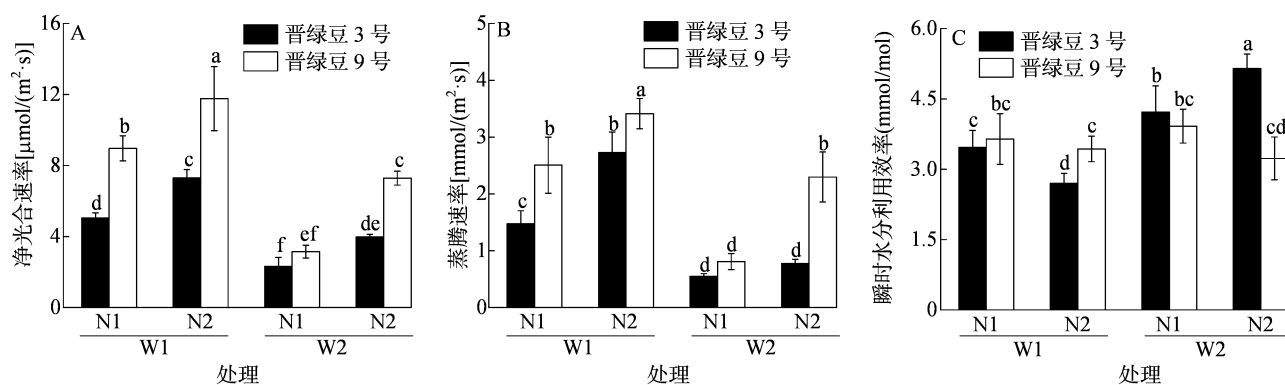 A
晋绿豆 3 号
晋绿豆 9 号
净光合速率[μmol/(m²·s)]
16
12
8
4
0
d
b
c
a
f
ef
de
c
N1
N2
N1
N2
W1
W2
处理
B
晋绿豆 3 号
晋绿豆 9 号
蒸腾速率[mmol/(m²·s)]
5
4
3
2
1
0
c
b
b
a
d
d
d
b
N1
N2
N1
N2
W1
W2
处理
C
晋绿豆 3 号
晋绿豆 9 号
瞬时水分利用效率(mmol/mol)
6.0
4.5
3.0
1.5
0
c
bc
d
c
b
bc
a
cd
N1
N2
N1
N2
W1
W2
处理